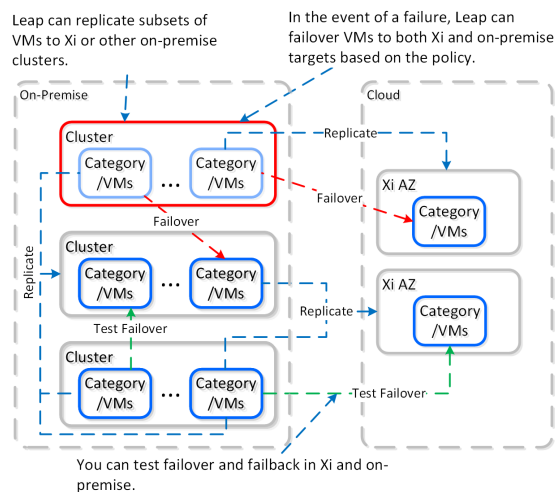 Leap can replicate subsets of
VMs to Xi or other on-premise
clusters.
In the event of a failure, Leap can
failover VMs to both Xi and on-premise
targets based on the policy.
On-Premise
Cloud
Cluster
Category
/VMs
...
Category
/VMs
Replicate
Xi AZ
Category
/VMs
Failover
Failover
Cluster
Category
/VMs
...
Category
/VMs
Replicate
Xi AZ
Category
/VMs
Replicate
Test Failover
Cluster
Category
/VMs
...
Category
/VMs
Test Failover
You can test failover and failback in Xi and on-
premise.